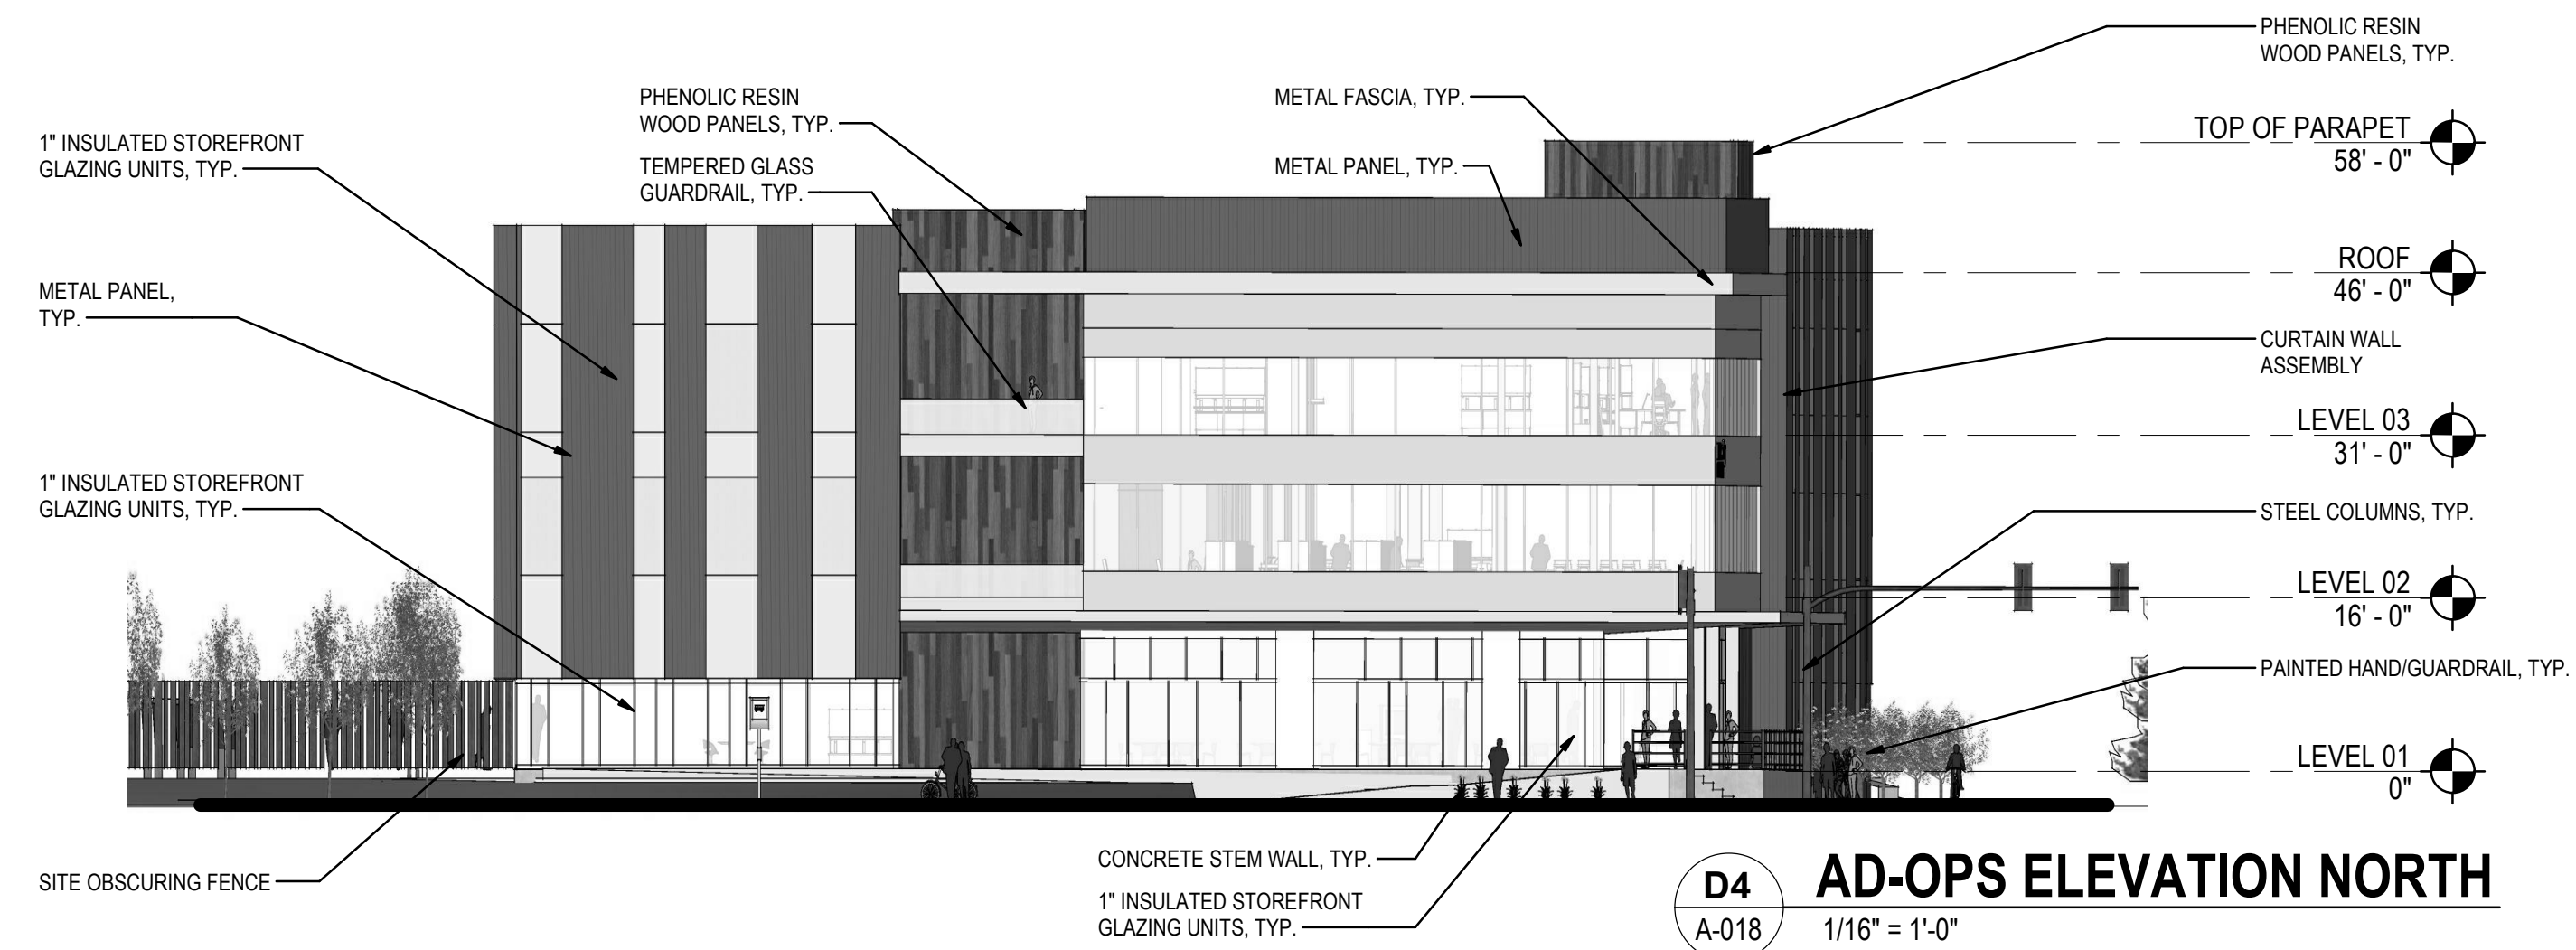 PHENOLIC RESIN
WOOD PANELS, TYP.
PHENOLIC RESIN
WOOD PANELS, TYP.
METAL FASCIA, TYP.
1" INSULATED STOREFRONT
GLAZING UNITS, TYP.
TEMPERED GLASS
GUARDRAIL, TYP.
METAL PANEL, TYP.
TOP OF PARAPET
58' - 0"
ROOF
46' - 0"
METAL PANEL,
TYP.
CURTAIN WALL
ASSEMBLY
LEVEL 03
31' - 0"
1" INSULATED STOREFRONT
GLAZING UNITS, TYP.
STEEL COLUMNS, TYP.
LEVEL 02
16' - 0"
PAINTED HAND/GUARDRAIL, TYP.
LEVEL 01
0"
SITE OBSCURING FENCE
CONCRETE STEM WALL, TYP.
1" INSULATED STOREFRONT
GLAZING UNITS, TYP.
D4
A-018
AD-OPS ELEVATION NORTH
1/16" = 1'-0"